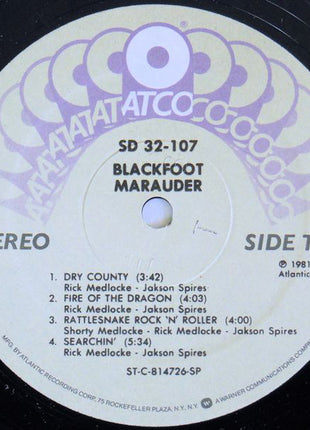 ATCO
SD 32-107
BLACKFOOT
MARAUDER
EREO
SIDE T
℗ 1981
Atlantic
1. DRY COUNTY (3:42)
Rick Medlocke - Jakson Spires
2. FIRE OF THE DRAGON (4:03)
Rick Medlocke - Jakson Spires
3. RATTLESNAKE ROCK 'N' ROLLER (4:00)
Shorty Medlocke - Rick Medlocke - Jakson Spires
4. SEARCHIN' (5:34)
Rick Medlocke - Jakson Spires
ST-C-814726-SP
MFG. BY ATLANTIC RECORDING CORP., 75 ROCKEFELLER PLAZA, N.Y., N.Y. A WARNER COMMUNICATIONS COMP